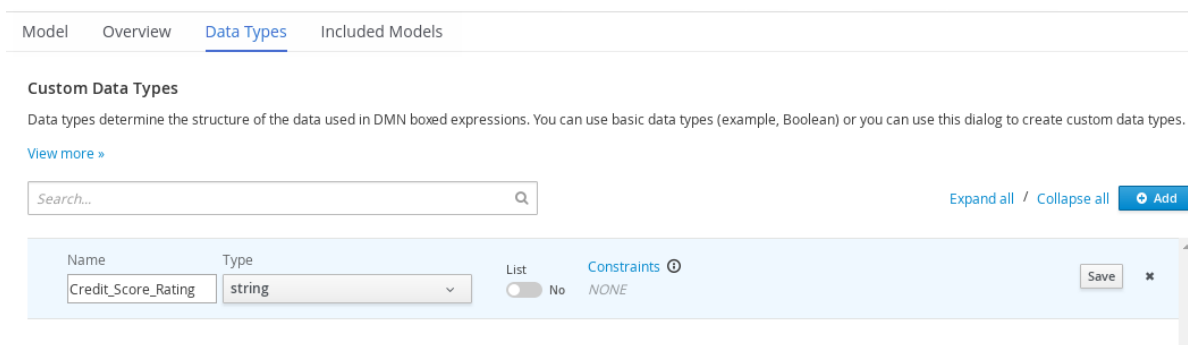 Model Overview Data Types Included Models
Custom Data Types
Data types determine the structure of the data used in DMN boxed expressions. You can use basic data types (example, Boolean) or you can use this dialog to create custom data types.
View more »
Search...
Expand all / Collapse all Add
Name Type List Constraints
Credit_Score_Rating string No NONE Save